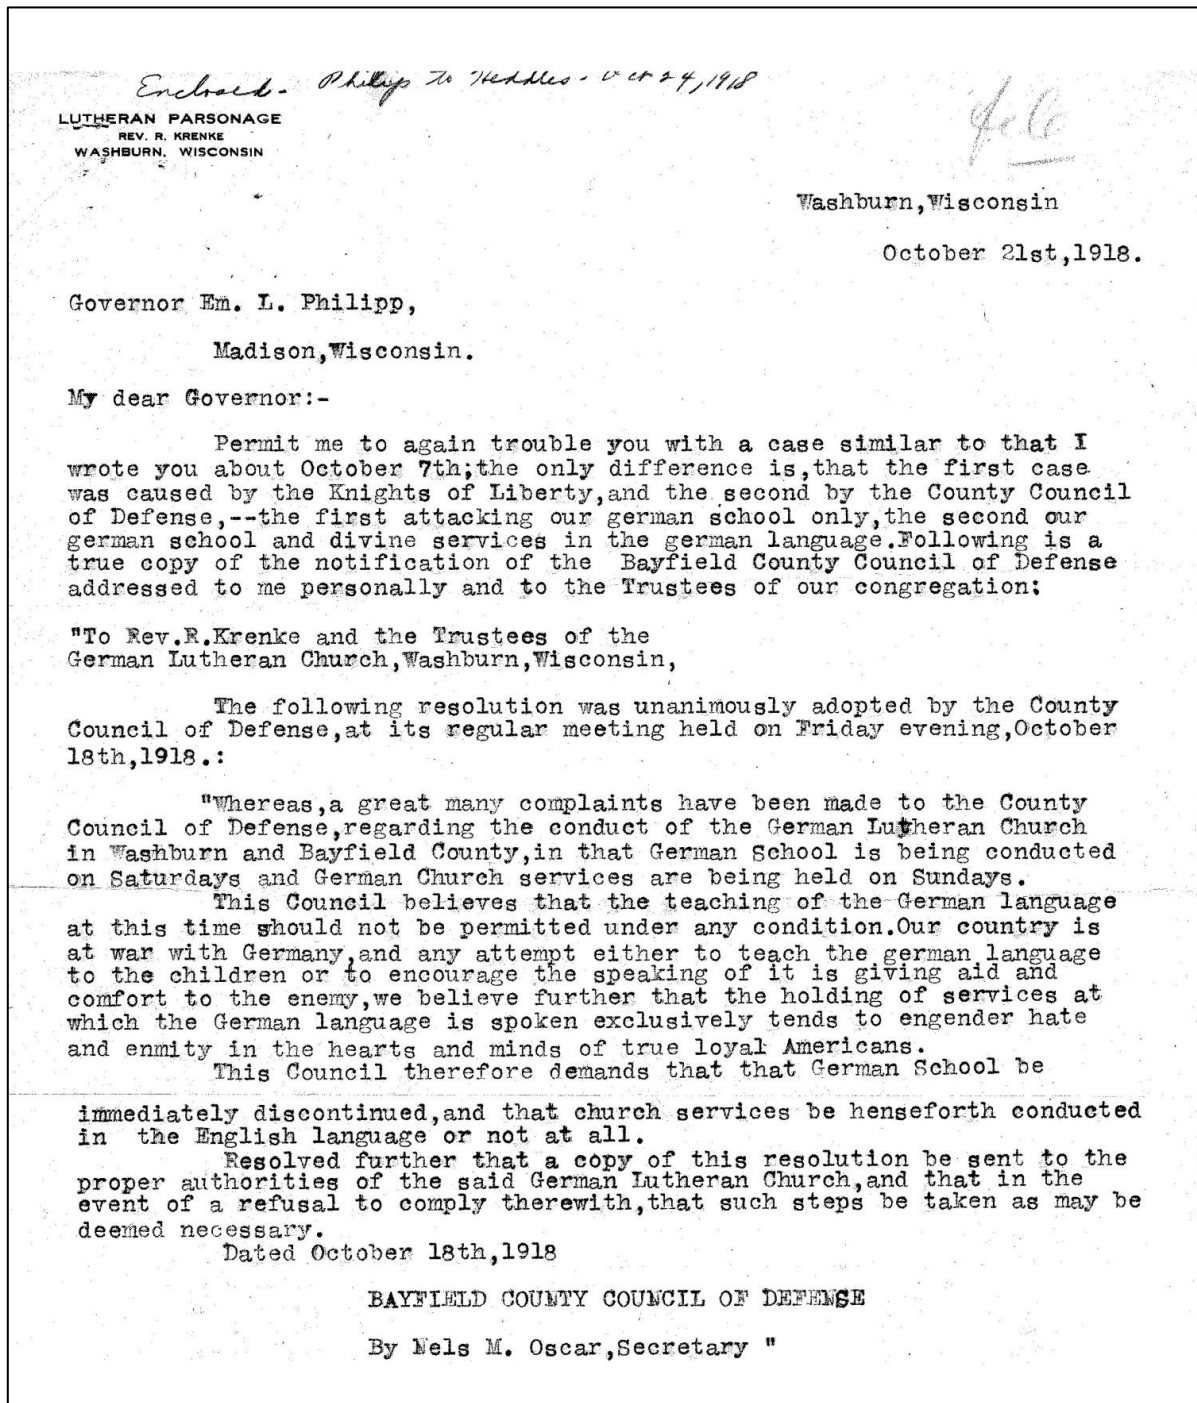 Enclosed - Philipp to Heddles - Oct 24, 1918
LUTHERAN PARSONAGE
REV. R. KRENKE
WASHBURN, WISCONSIN
Washburn,Wisconsin
October 21st,1918.
Governor Em. L. Philipp,
Madison,Wisconsin.
My dear Governor:-
Permit me to again trouble you with a case similar to that I
wrote you about October 7th;the only difference is,that the first case
was caused by the Knights of Liberty,and the second by the County Council
of Defense,--the first attacking our german school only,the second our
german school and divine services in the german language.Following is a
true copy of the notification of the Bayfield County Council of Defense
addressed to me personally and to the Trustees of our congregation:
"To Rev.R.Krenke and the Trustees of the
German Lutheran Church,Washburn,Wisconsin,
The following resolution was unanimously adopted by the County
Council of Defense,at its regular meeting held on Friday evening,October
18th,1918.:
"Whereas,a great many complaints have been made to the County
Council of Defense,regarding the conduct of the German Lutheran Church
in Washburn and Bayfield County,in that German School is being conducted
on Saturdays and German Church services are being held on Sundays.
This Council believes that the teaching of the German language
at this time should not be permitted under any condition.Our country is
at war with Germany,and any attempt either to teach the german language
to the children or to encourage the speaking of it is giving aid and
comfort to the enemy,we believe further that the holding of services at
which the German language is spoken exclusively tends to engender hate
and enmity in the hearts and minds of true loyal Americans.
This Council therefore demands that that German School be
immediately discontinued,and that church services be henseforth conducted
in the English language or not at all.
Resolved further that a copy of this resolution be sent to the
proper authorities of the said German Lutheran Church,and that in the
event of a refusal to comply therewith,that such steps be taken as may be
deemed necessary.
Dated October 18th,1918
BAYFIELD COUNTY COUNCIL OF DEFENSE
By Nels M. Oscar,Secretary "